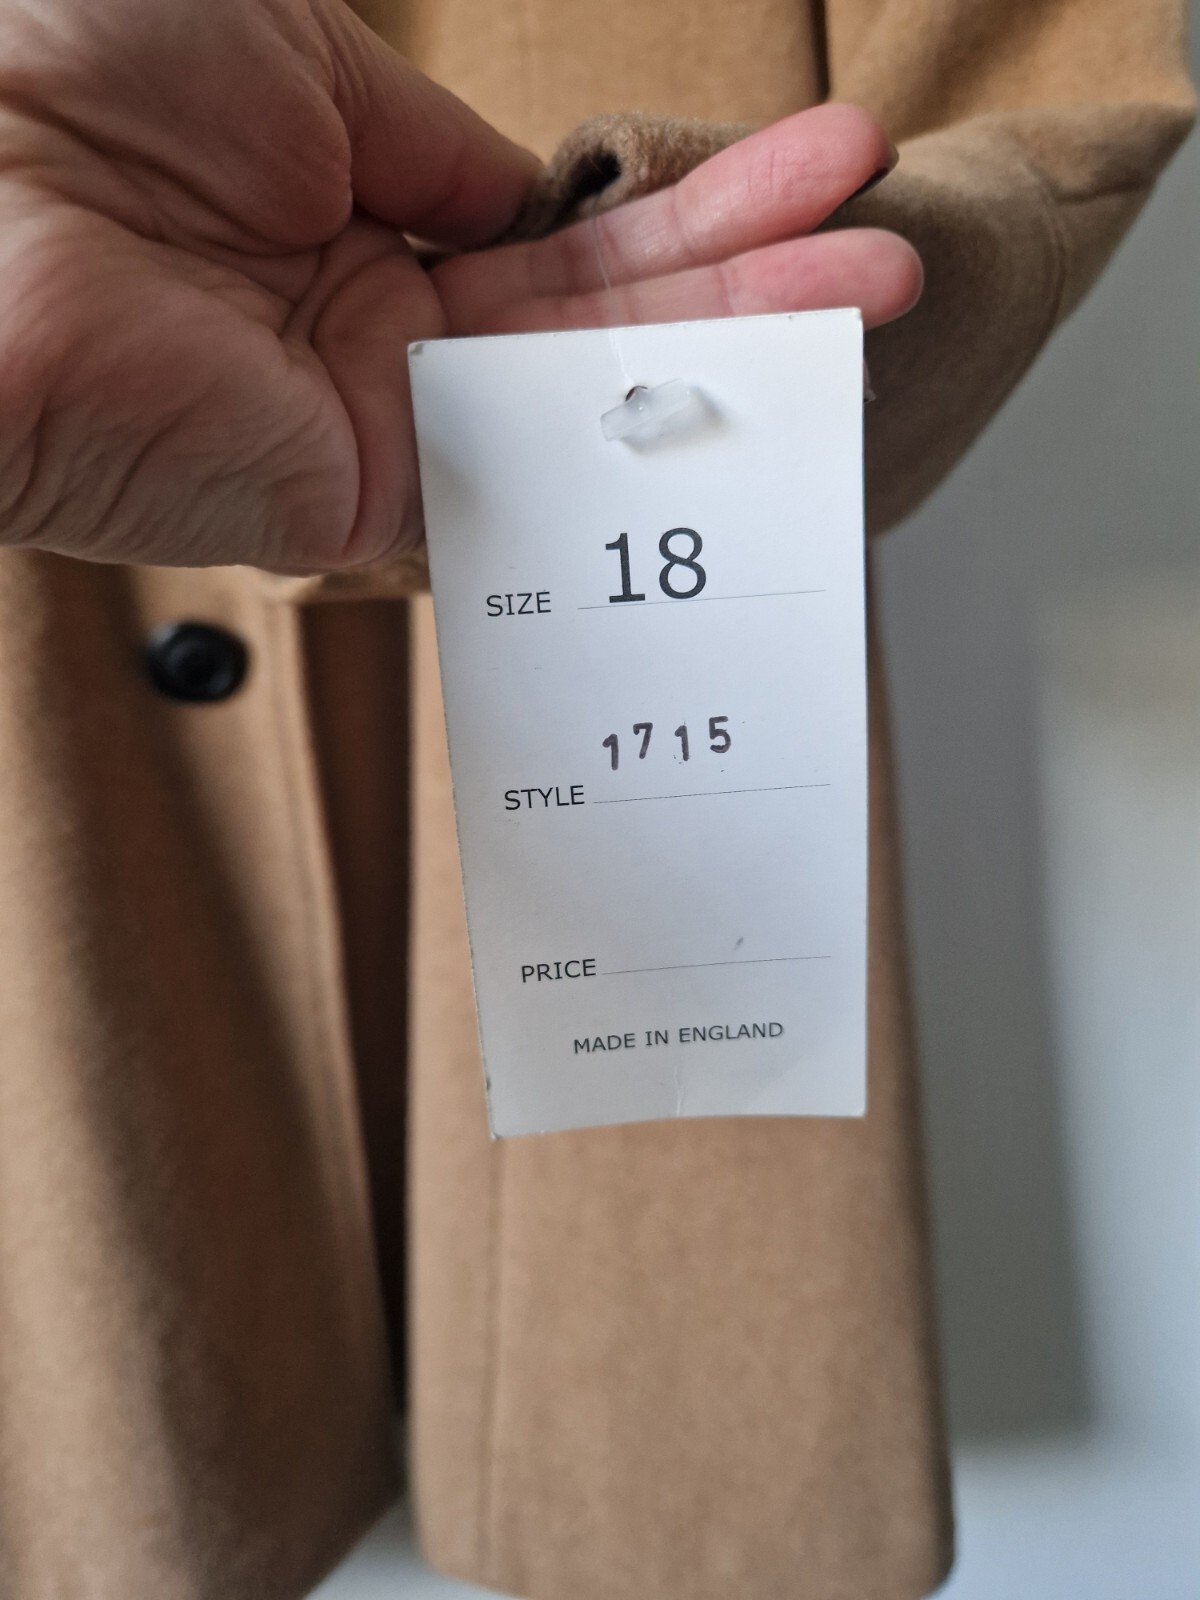 SIZE 18
STYLE 1715
PRICE
MADE IN ENGLAND